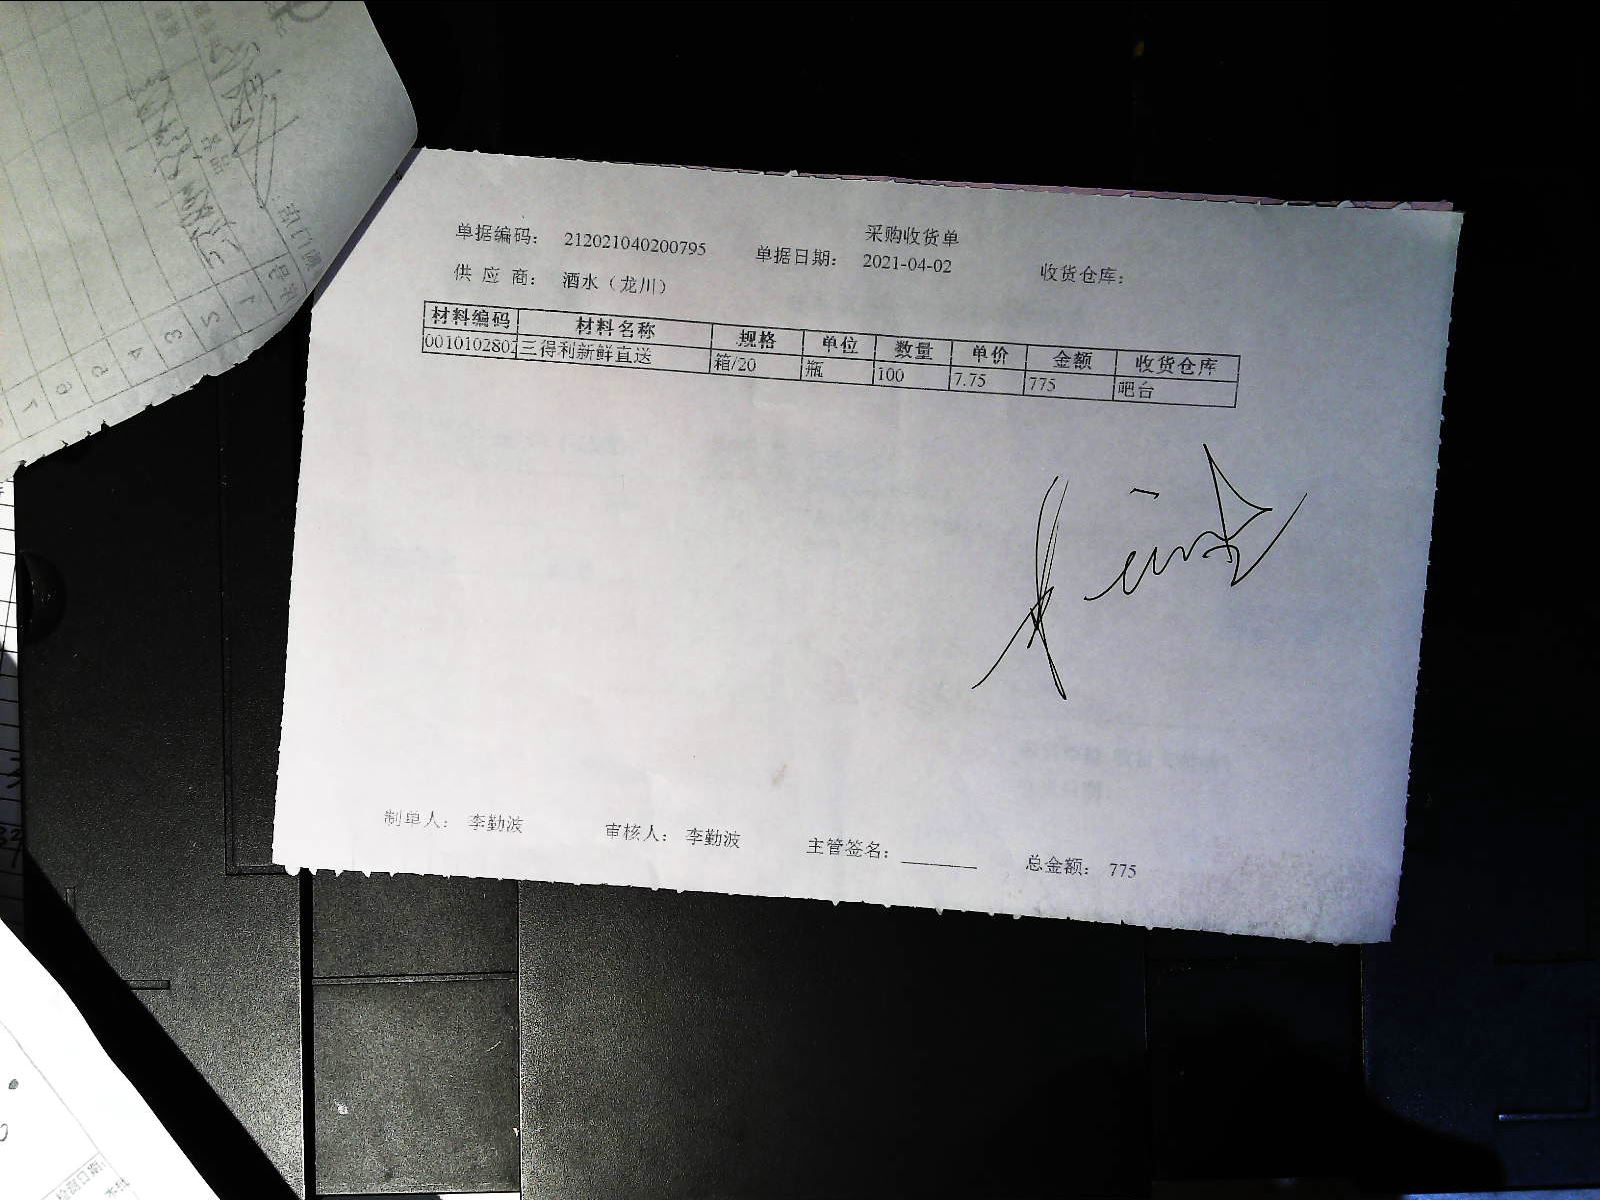 采购收货单
单据编码： 212021040200795 单据日期： 2021-04-02 收货仓库：
供 应 商： 酒水（龙川）
材料编码 材料名称 规格 单位 数量 单价 金额 收货仓库
0010102802 三得利新鲜直送 箱/20 瓶 100 7.75 775 吧台
制单人： 李勤波 审核人： 李勤波 主管签名： 总金额： 775